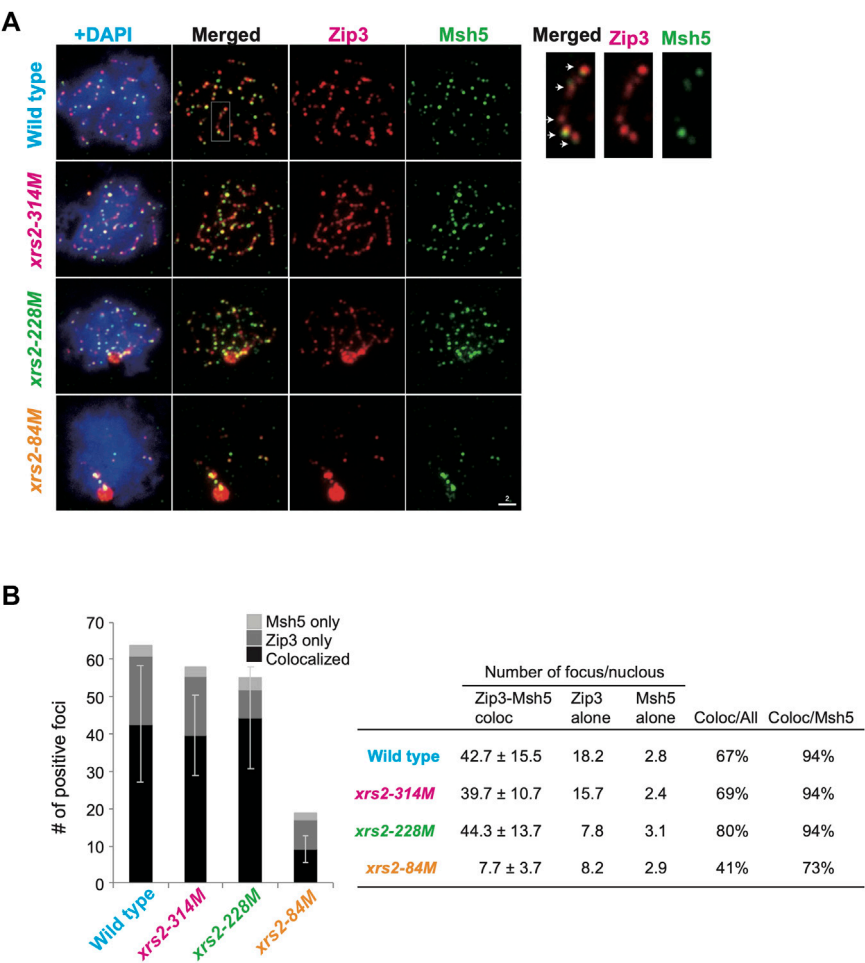 A
+DAPI Merged Zip3 Msh5 Merged Zip3 Msh5
Wild type
xrs2-314M
xrs2-228M
xrs2-84M
2.
B
# of positive foci
70
60
50
40
30
20
10
0
Msh5 only
Zip3 only
Colocalized
Wild type
xrs2-314M
xrs2-228M
xrs2-84M
Number of focus/nuclous
Zip3-Msh5 Zip3 Msh5
coloc alone alone Coloc/All Coloc/Msh5
Wild type 42.7 ± 15.5 18.2 2.8 67% 94%
xrs2-314M 39.7 ± 10.7 15.7 2.4 69% 94%
xrs2-228M 44.3 ± 13.7 7.8 3.1 80% 94%
xrs2-84M 7.7 ± 3.7 8.2 2.9 41% 73%